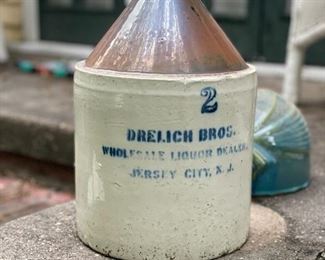 2
DRELICH BROS.
WHOLESALE LIQUOR DEALERS,
JERSEY CITY, N. J.